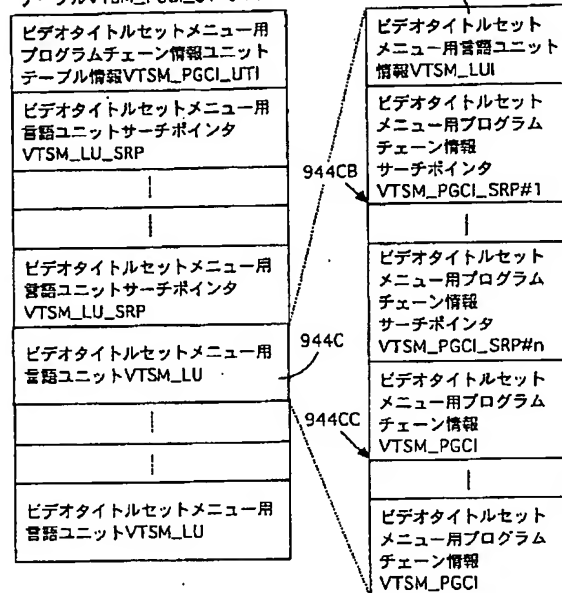 ビデオタイトルセットメニュー用
プログラムチェーン情報ユニット
テーブル情報VTSM_PGCI_UTI
ビデオタイトルセットメニュー用
言語ユニットサーチポインタ
VTSM_LU_SRP
ビデオタイトルセットメニュー用
言語ユニットサーチポインタ
VTSM_LU_SRP
ビデオタイトルセットメニュー用
言語ユニットVTSM_LU
ビデオタイトルセットメニュー用
言語ユニットVTSM_LU
944CB
944C
944CC
ビデオタイトルセット
メニュー用言語ユニット
情報VTSM_LUI
ビデオタイトルセット
メニュー用プログラム
チェーン情報
サーチポインタ
VTSM_PGCI_SRP#1
ビデオタイトルセット
メニュー用プログラム
チェーン情報
サーチポインタ
VTSM_PGCI_SRP#n
ビデオタイトルセット
メニュー用プログラム
チェーン情報
VTSM_PGCI
ビデオタイトルセット
メニュー用プログラム
チェーン情報
VTSM_PGCI